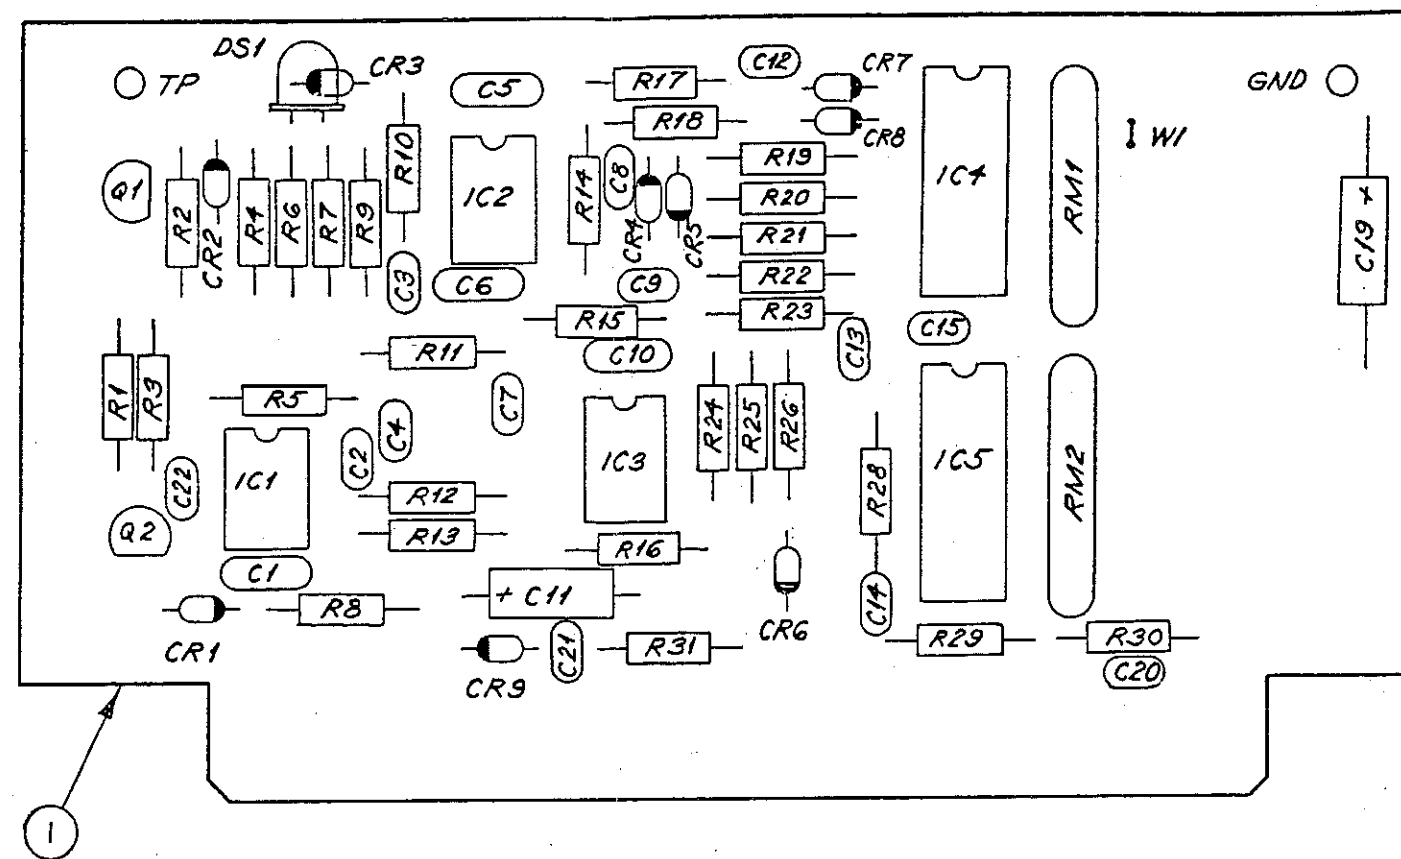 DS1
CR3
C5
R17
C12
CR7
GND
TP
R18
CR8
R10
IC2
R14
C8
R19
IC4
RM1
W1
Q1
R2
CR2
R4
R6
R7
R9
CR4
CR5
R20
R21
C19 +
C3
C6
C9
R22
R15
R23
C13
C15
R11
C10
R1
R3
R5
C7
C4
C2
IC1
C22
IC3
R24
R25
R26
R28
IC5
RM2
R12
Q2
R13
R16
C1
+ C11
R8
CR6
C14
CR1
CR9
C21
R31
R29
R30
C20
1